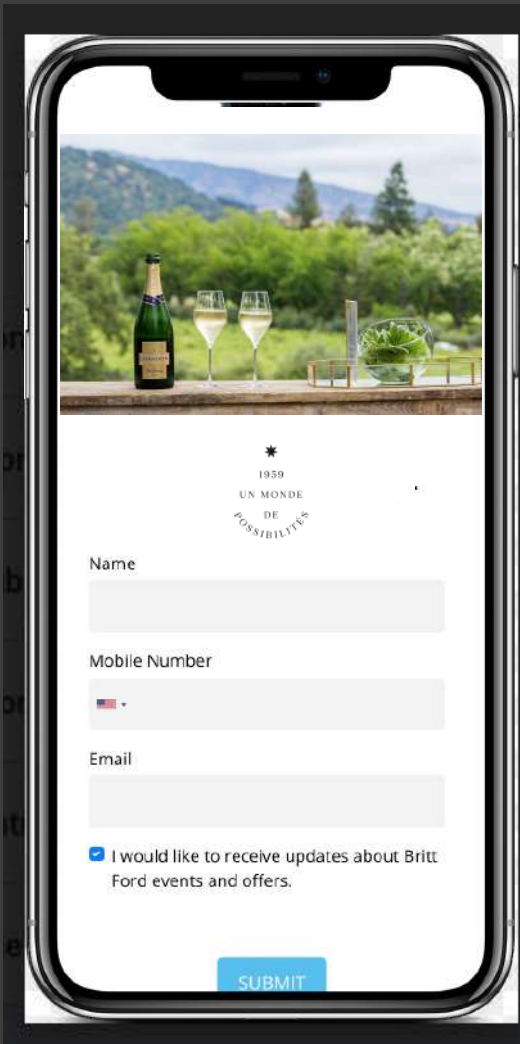 CHANDON
1959
UN MONDE
DE
POSSIBILITÉS
Name
Mobile Number
Email
I would like to receive updates about Britt
Ford events and offers.
SUBMIT